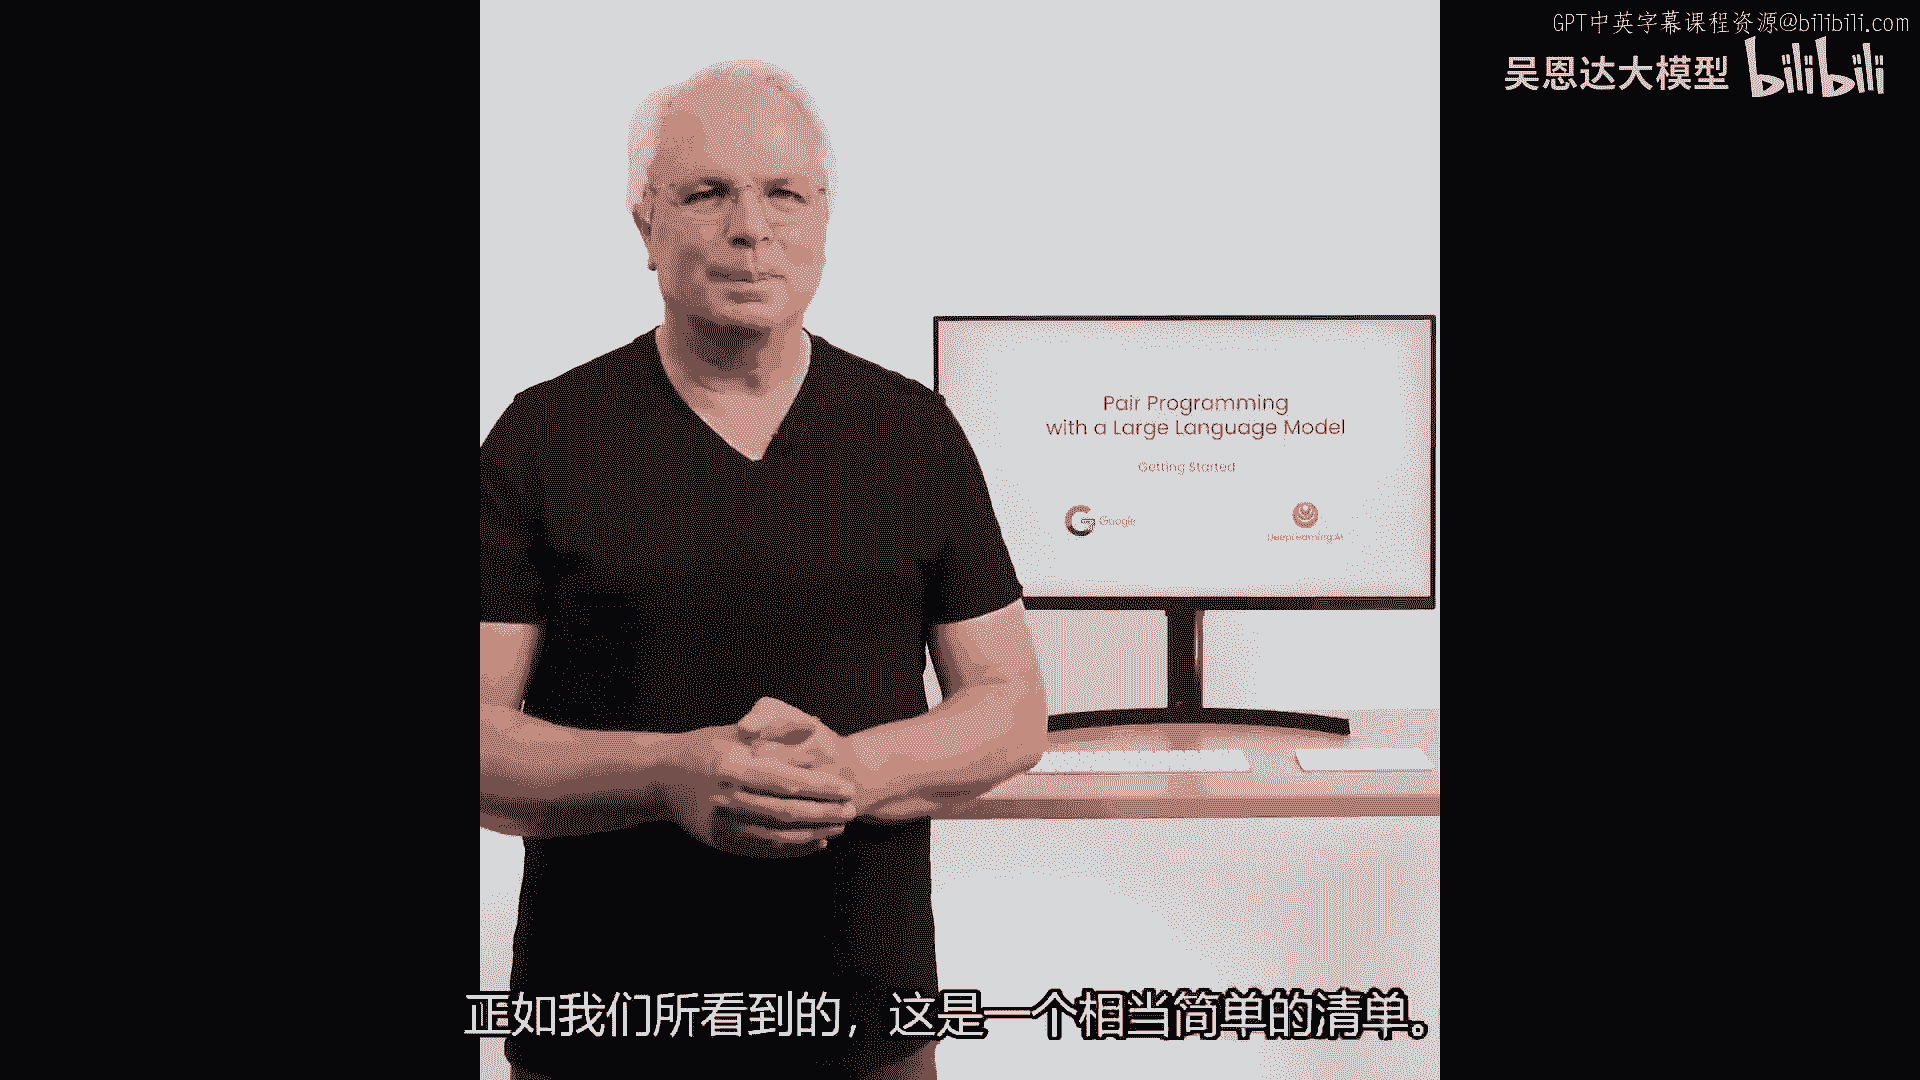 GPT中英字幕课程资源@bilibili.com
吴恩达大模型 bilibili
Pair Programming
with a Large Language Model
Getting Started
Google
DeepLearning.AI
正如我们所看到的，这是一个相当简单的清单。